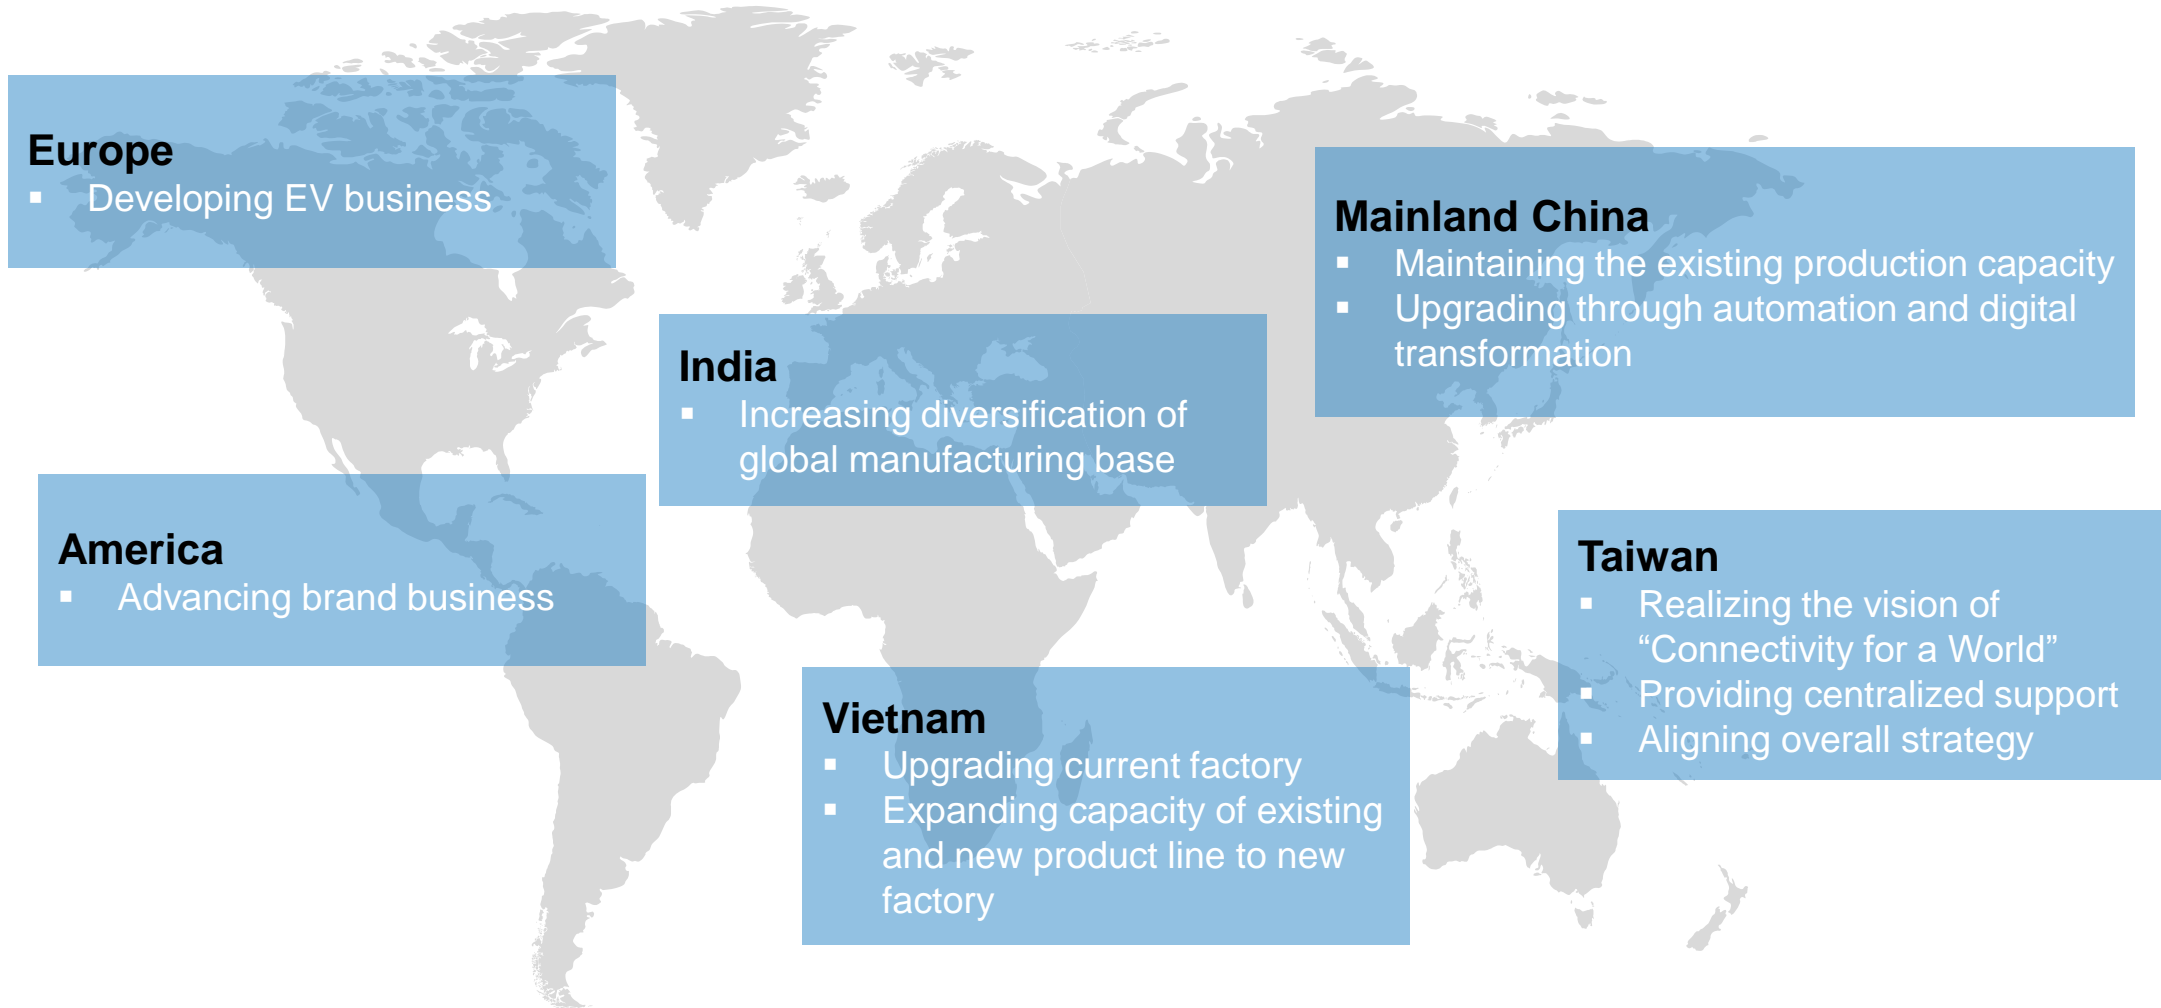 Europe
▪ Developing EV business
America
▪ Advancing brand business
India
▪ Increasing diversification of
global manufacturing base
Vietnam
▪ Upgrading current factory
▪ Expanding capacity of existing
and new product line to new
factory
Mainland China
▪ Maintaining the existing production capacity
▪ Upgrading through automation and digital
transformation
Taiwan
▪ Realizing the vision of
“Connectivity for a World”
▪ Providing centralized support
▪ Aligning overall strategy